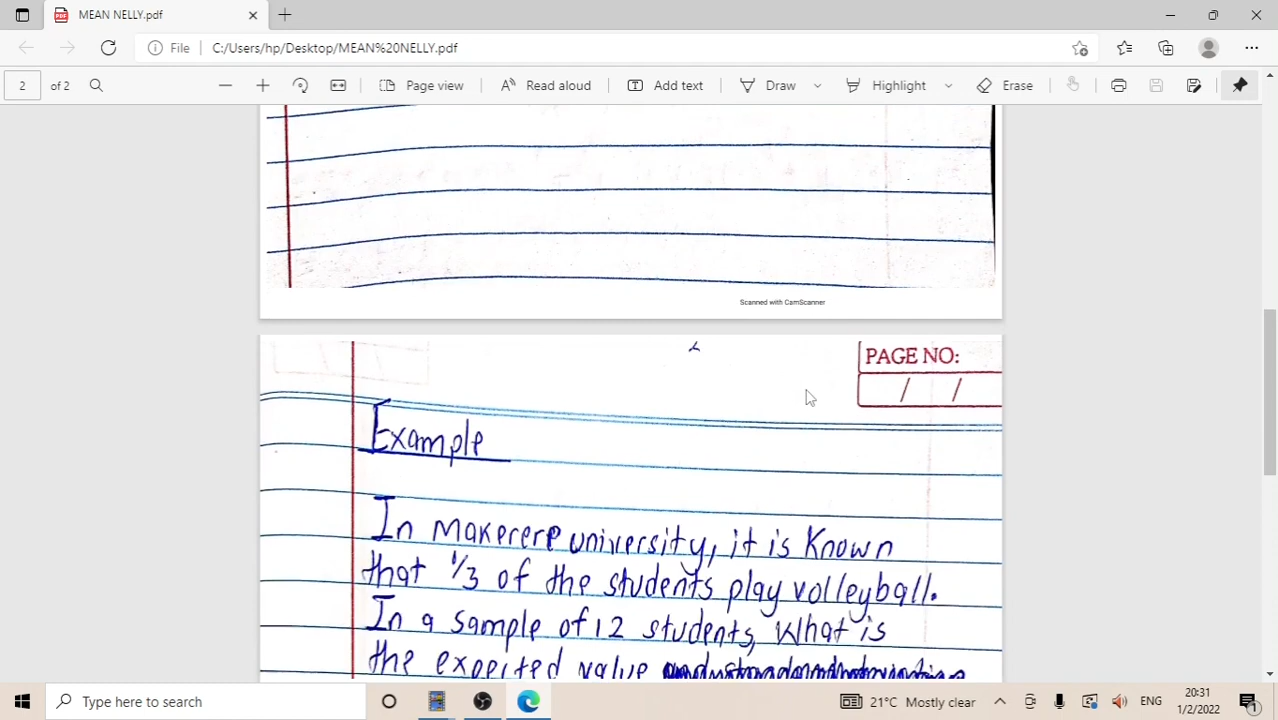 MEAN NELLY.pdf
File C:/Users/hp/Desktop/MEAN%20NELLY.pdf
2 of 2 Page view Read aloud Add text Draw Highlight Erase
Scanned with CamScanner
PAGE NO:
/ /
Example
In Makerere university, it is Known
that 1/3 of the students play volleyball.
In a sample of 12 students, What is
the expected value
Type here to search 21°C Mostly clear ENG 20:31
1/2/2022